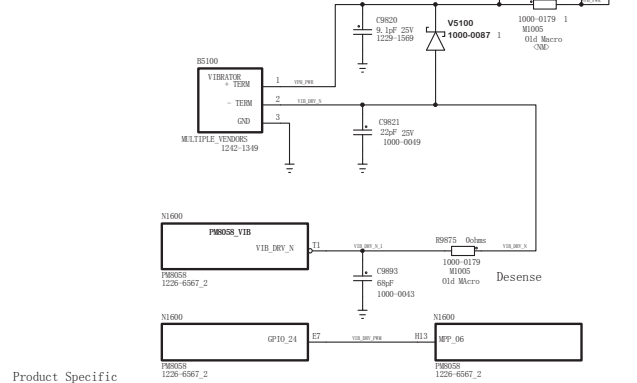 C9820
9.1pF 25V
1229-1569
V5100
1000-0087 1
1000-0179 1
M1005
Old Macro
<NM>
B5100
VIBRATOR
+ TERM 1 VPH_PWR
- TERM 2 VIB_DRV_N
GND 3
MULTIPLE_VENDORS
1242-1349
C9821
22pF 25V
1000-0049
N1600
PM8058_VIB
VIB_DRV_N T1 VIB_DRV_N_1
PM8058
1226-6567_2
R9875 0ohms
VIB_DRV_N
1000-0179
M1005
Old MAcro
Desense
C9893
68pF
1000-0043
N1600
GPIO_24 E7 VIB_DRV_PWR H13 MPP_06
PM8058
1226-6567_2
N1600
PM8058
1226-6567_2
Product Specific